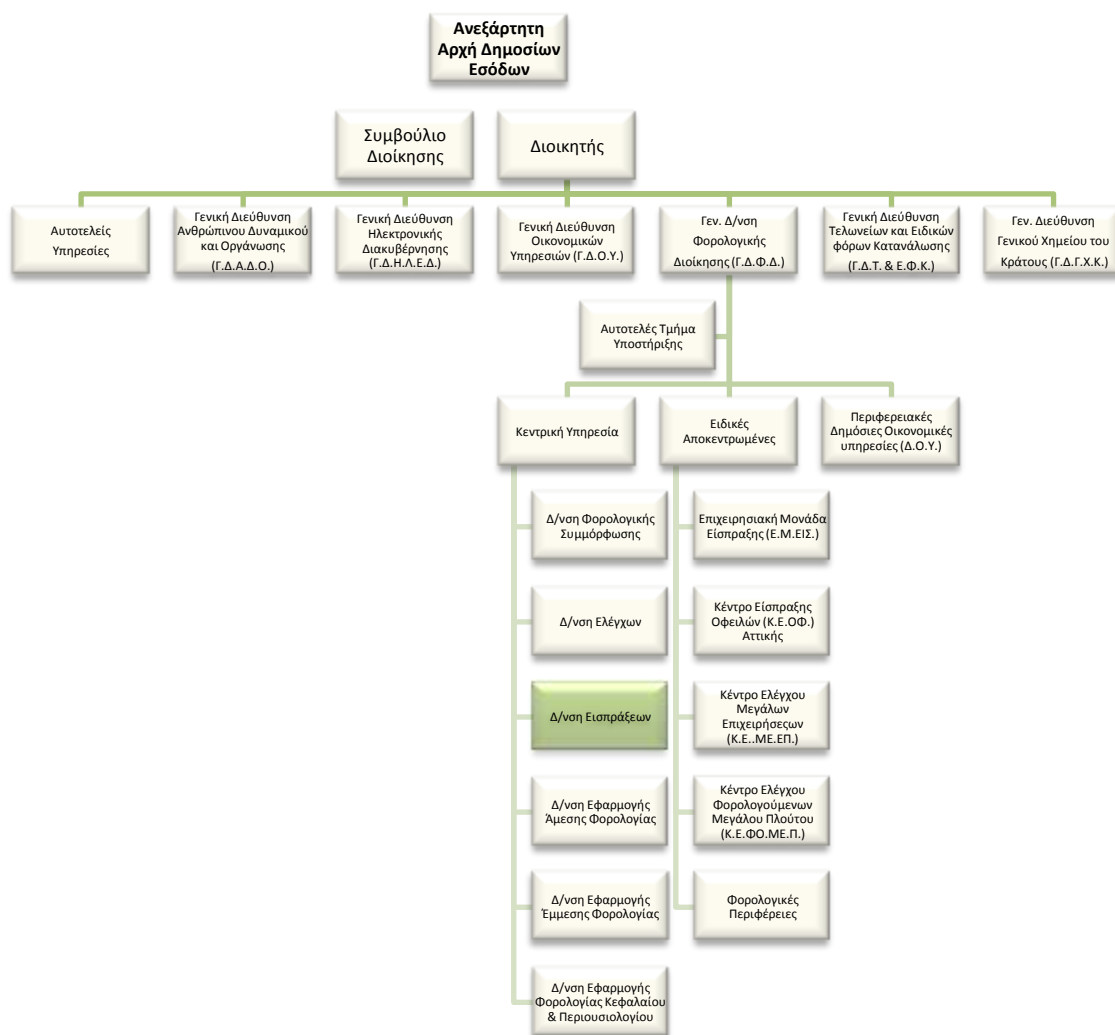 Ανεξάρτητη
Αρχή Δημοσίων
Εσόδων
Συμβούλιο
Διοίκησης
Διοικητής
Αυτοτελείς
Υπηρεσίες
Γενική Διεύθυνση
Ανθρώπινου Δυναμικού
και Οργάνωσης
(Γ.Δ.Α.Δ.Ο.)
Γενική Διεύθυνση
Ηλεκτρονικής
Διακυβέρνησης
(Γ.Δ.Η.Λ.Ε.Δ.)
Γενική Διεύθυνση
Οικονομικών
Υπηρεσιών (Γ.Δ.Ο.Υ.)
Γεν. Δ/νση
Φορολογικής
Διοίκησης (Γ.Δ.Φ.Δ.)
Γενική Διεύθυνση
Τελωνείων και Ειδικών
φόρων Κατανάλωσης
(Γ.Δ.Τ. & Ε.Φ.Κ.)
Γεν. Διεύθυνση
Γενικού Χημείου του
Κράτους (Γ.Δ.Γ.Χ.Κ.)
Αυτοτελές Τμήμα
Υποστήριξης
Κεντρική Υπηρεσία
Ειδικές
Αποκεντρωμένες
Περιφερειακές
Δημόσιες Οικονομικές
υπηρεσίες (Δ.Ο.Υ.)
Δ/νση Φορολογικής
Συμμόρφωσης
Δ/νση Ελέγχων
Δ/νση Εισπράξεων
Δ/νση Εφαρμογής
Άμεσης Φορολογίας
Δ/νση Εφαρμογής
Έμμεσης Φορολογίας
Δ/νση Εφαρμογής
Φορολογίας Κεφαλαίου
& Περιουσιολογίου
Επιχειρησιακή Μονάδα
Είσπραξης (Ε.Μ.ΕΙΣ.)
Κέντρο Είσπραξης
Οφειλών (Κ.Ε.ΟΦ.)
Αττικής
Κέντρο Ελέγχου
Μεγάλων
Επιχειρήσεςων
(Κ.Ε..ΜΕ.ΕΠ.)
Κέντρο Ελέγχου
Φορολογούμενων
Μεγάλου Πλούτου
(Κ.Ε.ΦΟ.ΜΕ.Π.)
Φορολογικές
Περιφέρειες